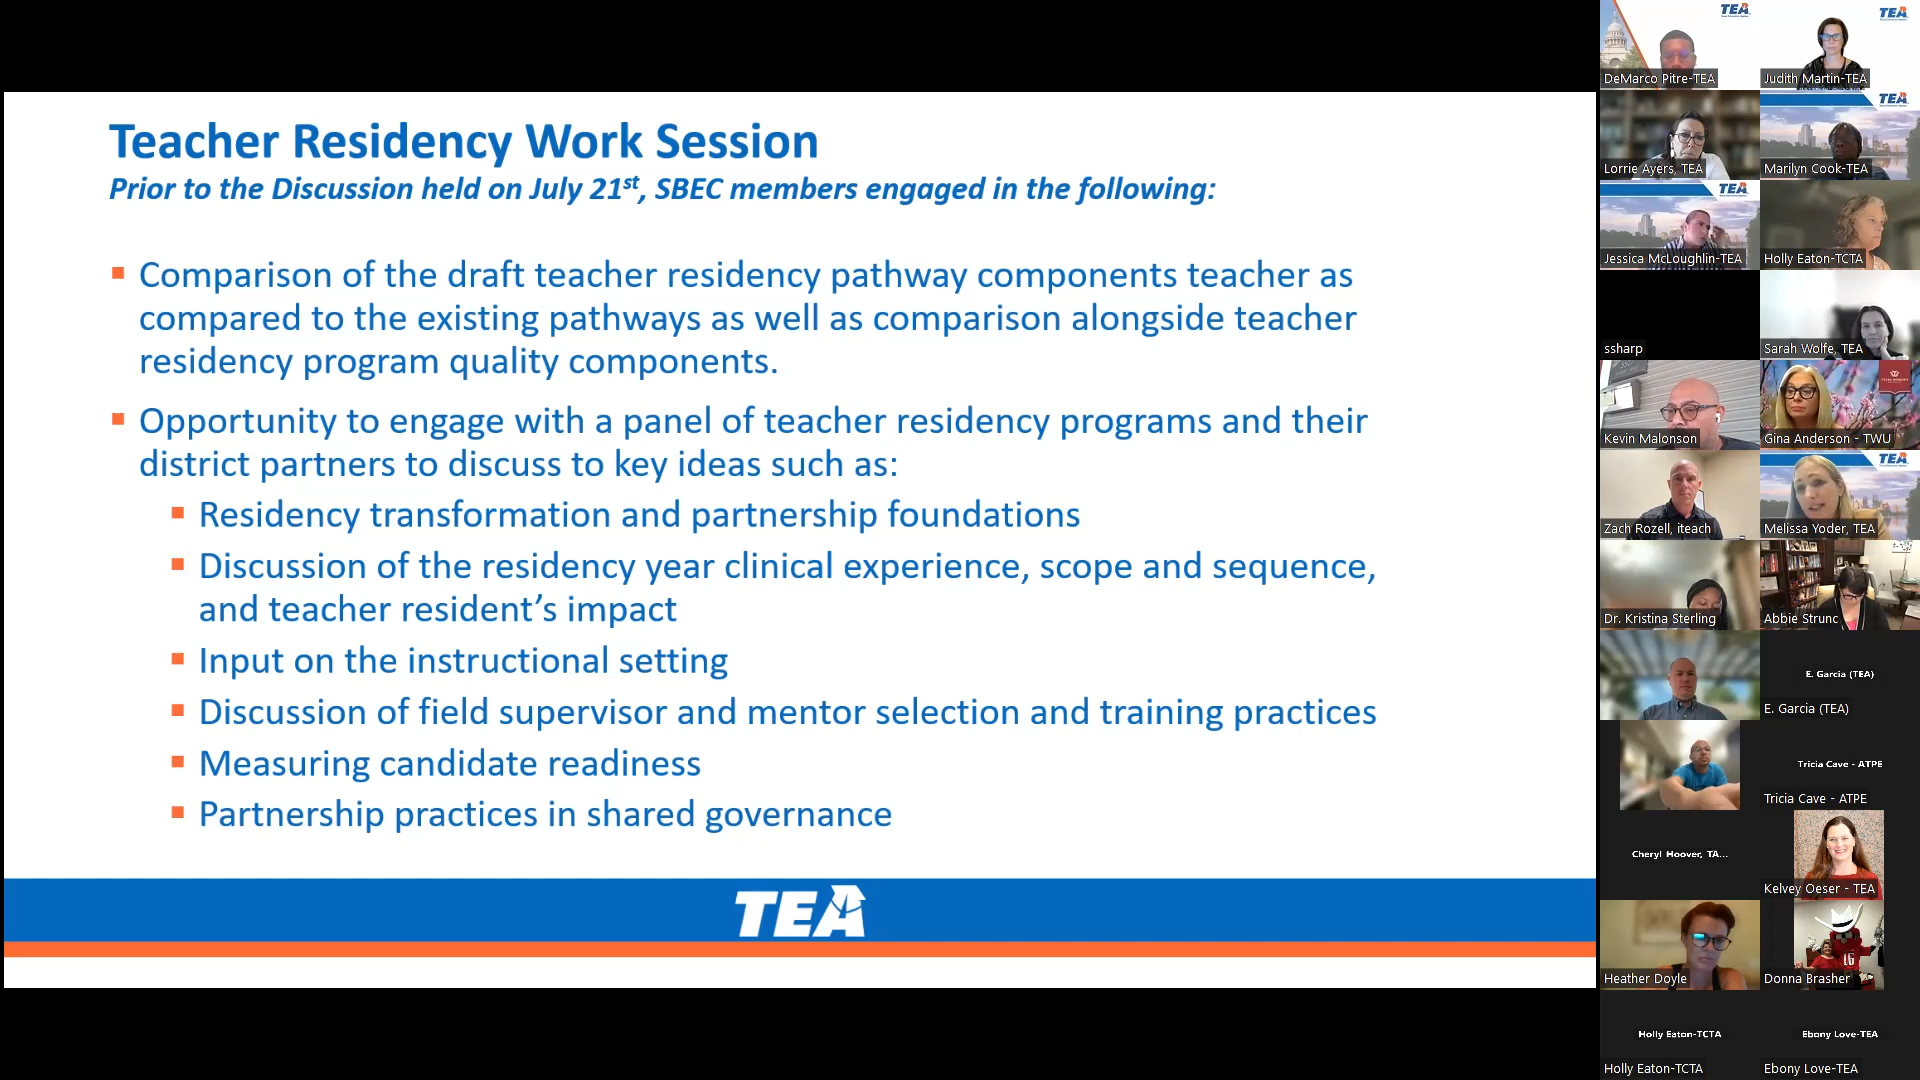 Teacher Residency Work Session
Prior to the Discussion held on July 21st, SBEC members engaged in the following:
▪ Comparison of the draft teacher residency pathway components teacher as
compared to the existing pathways as well as comparison alongside teacher
residency program quality components.
▪ Opportunity to engage with a panel of teacher residency programs and their
district partners to discuss to key ideas such as:
▪ Residency transformation and partnership foundations
▪ Discussion of the residency year clinical experience, scope and sequence,
and teacher resident’s impact
▪ Input on the instructional setting
▪ Discussion of field supervisor and mentor selection and training practices
▪ Measuring candidate readiness
▪ Partnership practices in shared governance
TEA
TEA
DeMarco Pitre-TEA
TEA
Judith Martin-TEA
Lorrie Ayers, TEA
TEA
Marilyn Cook-TEA
TEA
Jessica McLoughlin-TEA
Holly Eaton-TCTA
ssharp
Sarah Wolfe, TEA
Kevin Malonson
Gina Anderson - TWU
Zach Rozell, iteach
TEA
Melissa Yoder, TEA
Dr. Kristina Sterling
Abbie Strunc
E. Garcia (TEA)
E. Garcia (TEA)
Tricia Cave - ATPE
Tricia Cave - ATPE
Cheryl Hoover, TA...
Kelvey Oeser - TEA
Heather Doyle
Donna Brasher
Holly Eaton-TCTA
Holly Eaton-TCTA
Ebony Love-TEA
Ebony Love-TEA